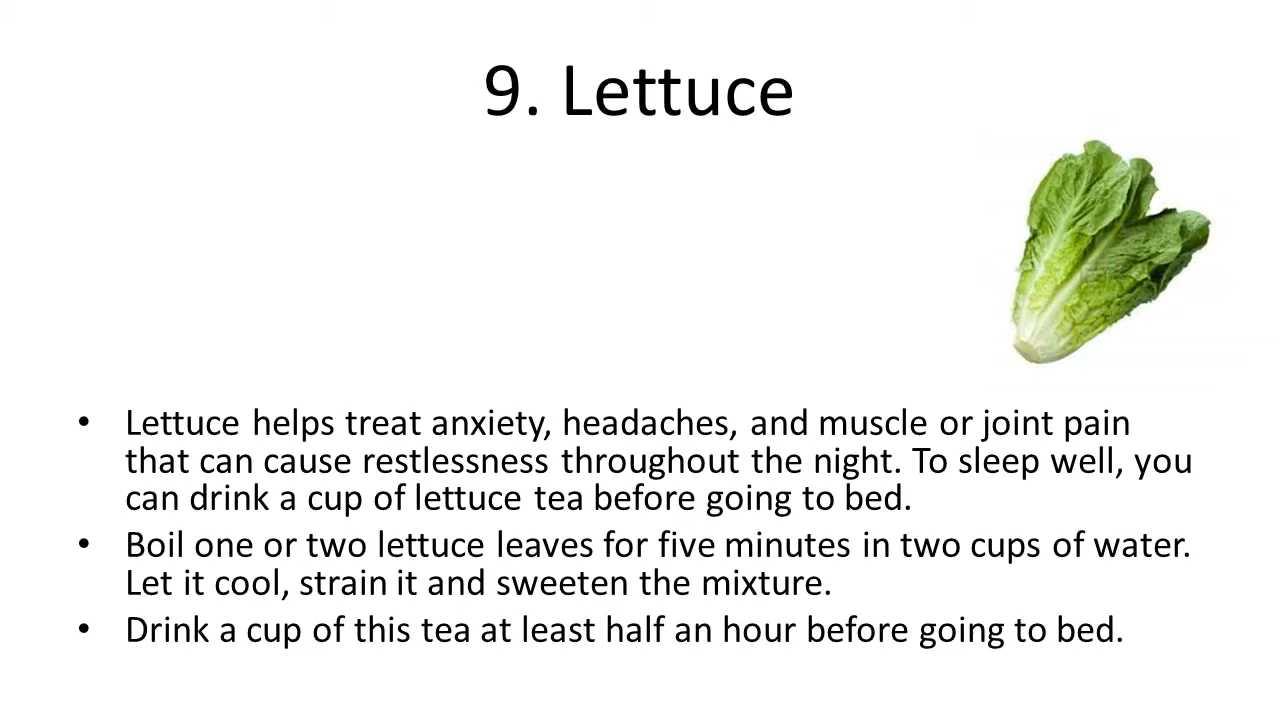 9. Lettuce
• Lettuce helps treat anxiety, headaches, and muscle or joint pain
that can cause restlessness throughout the night. To sleep well, you
can drink a cup of lettuce tea before going to bed.
• Boil one or two lettuce leaves for five minutes in two cups of water.
Let it cool, strain it and sweeten the mixture.
• Drink a cup of this tea at least half an hour before going to bed.